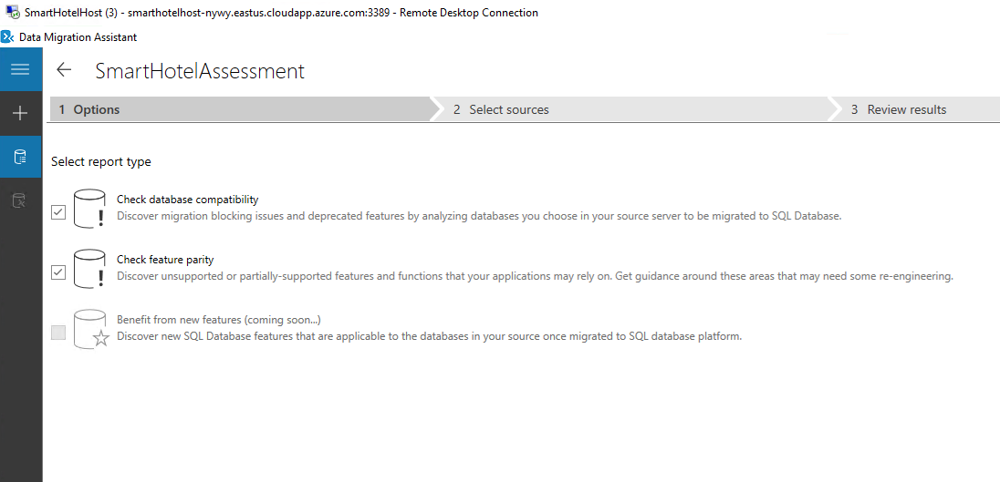 SmartHotelHost (3) - smarthotelhost-nywy.eastus.cloudapp.azure.com:3389 - Remote Desktop Connection
Data Migration Assistant
SmartHotelAssessment
1 Options
2 Select sources
3 Review results
Select report type
Check database compatibility
Discover migration blocking issues and deprecated features by analyzing databases you choose in your source server to be migrated to SQL Database.
Check feature parity
Discover unsupported or partially-supported features and functions that your applications may rely on. Get guidance around these areas that may need some re-engineering.
Benefit from new features (coming soon...)
Discover new SQL Database features that are applicable to the databases in your source once migrated to SQL database platform.